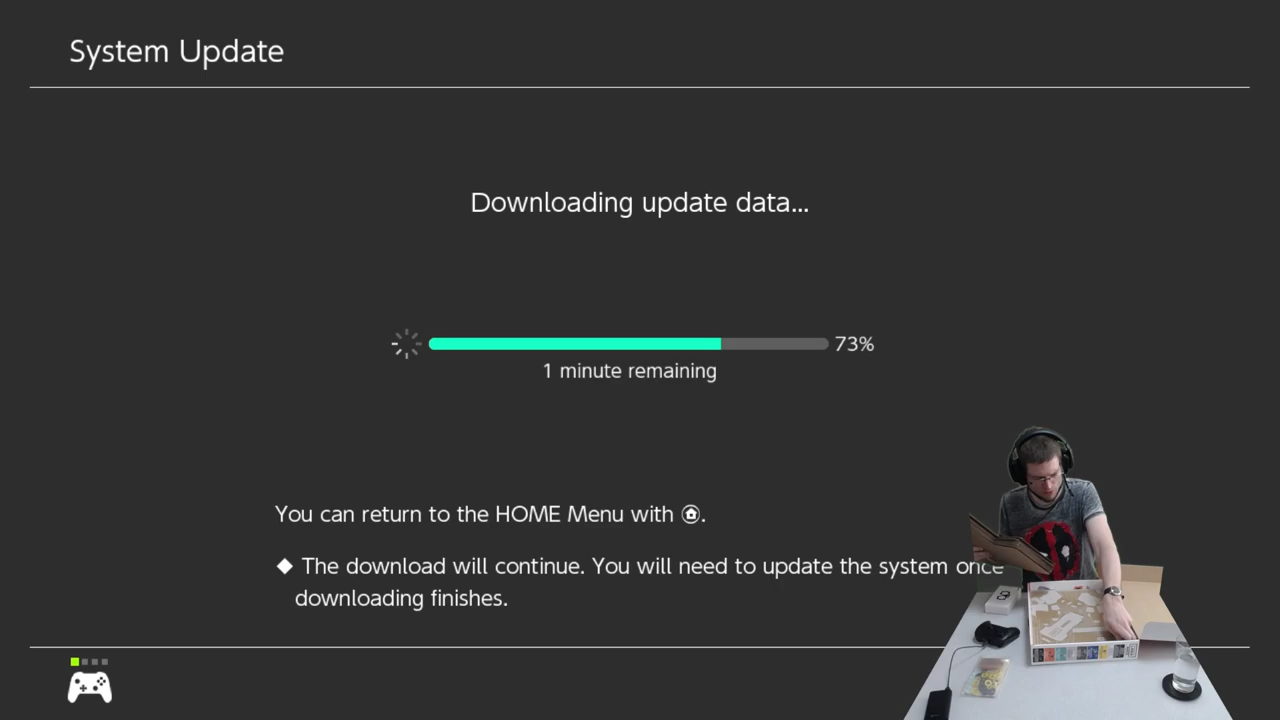 System Update
Downloading update data...
73%
1 minute remaining
You can return to the HOME Menu with .
◆ The download will continue. You will need to update the system once
downloading finishes.